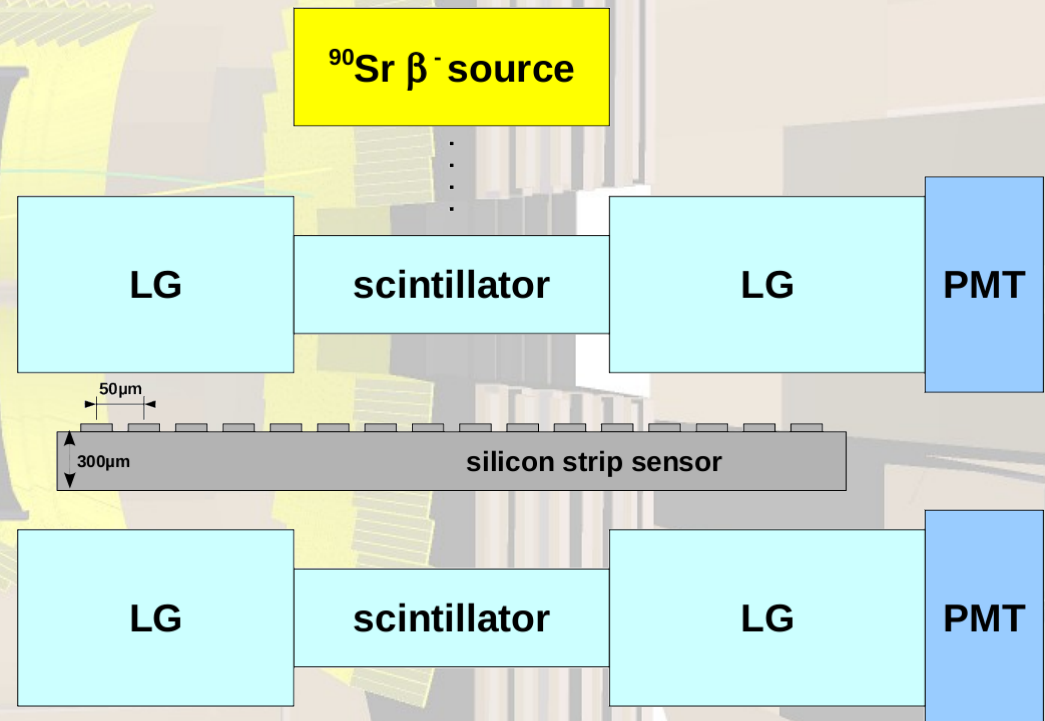 ⁹⁰Sr β⁻ source
LG scintillator LG PMT
50µm
300µm silicon strip sensor
LG scintillator LG PMT